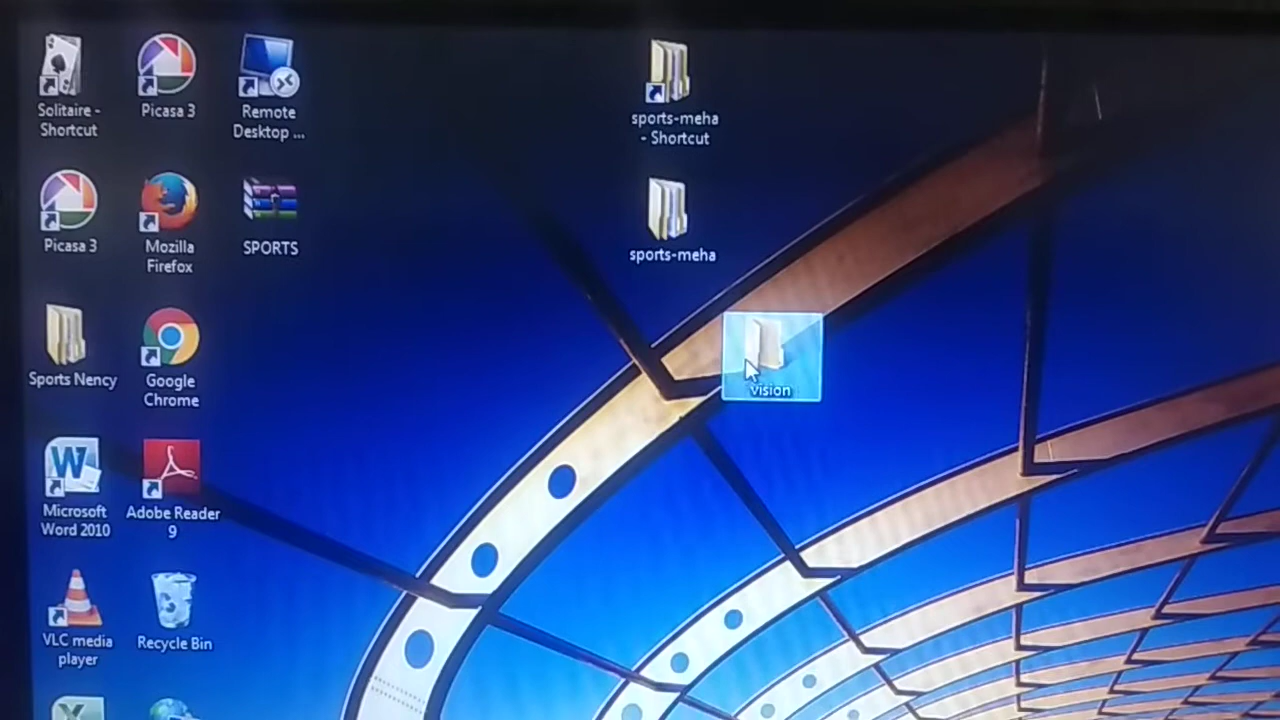 Solitaire -
Shortcut
Picasa 3
Remote
Desktop ...
sports-meha
- Shortcut
Picasa 3
Mozilla
Firefox
SPORTS
sports-meha
Sports Nency
Google
Chrome
vision
Microsoft
Word 2010
Adobe Reader
9
VLC media
player
Recycle Bin